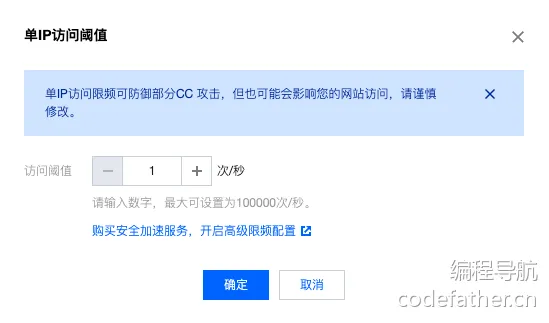 单IP访问阈值
单IP访问限频可防御部分CC 攻击，但也可能会影响您的网站访问，请谨慎
修改。
访问阈值 1 次/秒
请输入数字，最大可设置为100000次/秒。
购买安全加速服务，开启高级限频配置
确定 取消
编程导航
codefather.cn